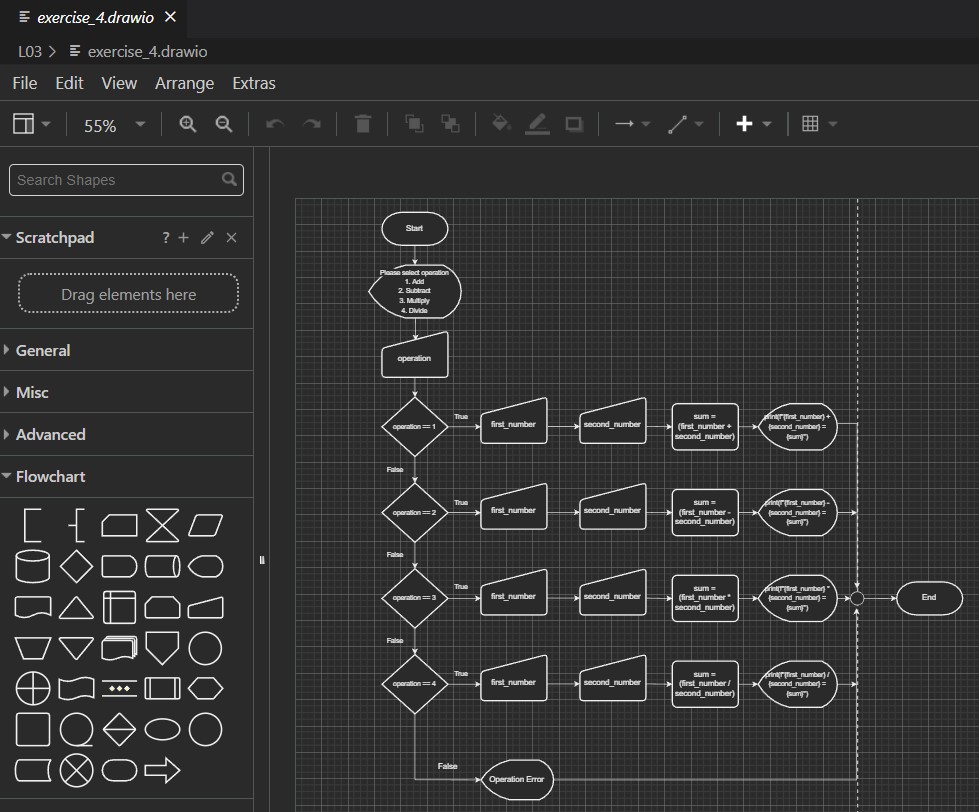 exercise_4.drawio
L03 > exercise_4.drawio
File Edit View Arrange Extras
55%
Search Shapes
Scratchpad
?
Drag elements here
General
Misc
Advanced
Flowchart
Start
Please select operation
1. Add
2. Subtract
3. Multiply
4. Divide
operation
operation == 1
True
first_number
second_number
sum =
(first_number +
second_number)
print(f"{first_number} +
{second_number} =
{sum}")
False
operation == 2
True
first_number
second_number
sum =
(first_number -
second_number)
print(f"{first_number} -
{second_number} =
{sum}")
False
operation == 3
True
first_number
second_number
sum =
(first_number *
second_number)
print(f"{first_number} *
{second_number} =
{sum}")
End
False
operation == 4
True
first_number
second_number
sum =
(first_number /
second_number)
print(f"{first_number} /
{second_number} =
{sum}")
False
Operation Error